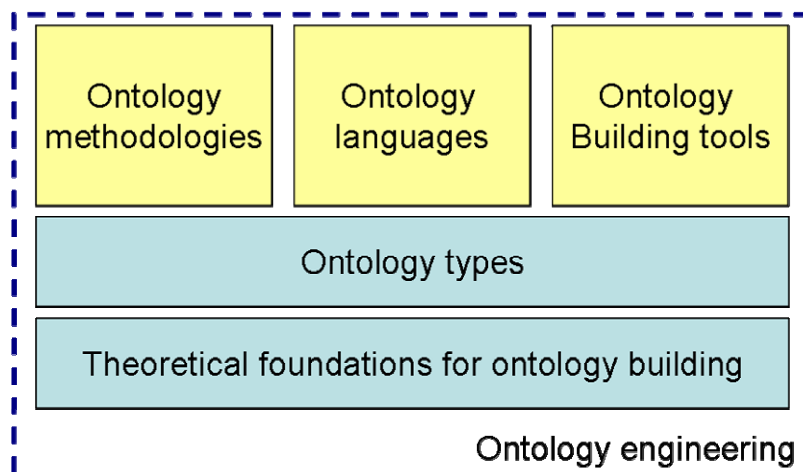 Ontology
methodologies
Ontology
languages
Ontology
Building tools
Ontology types
Theoretical foundations for ontology building
Ontology engineering